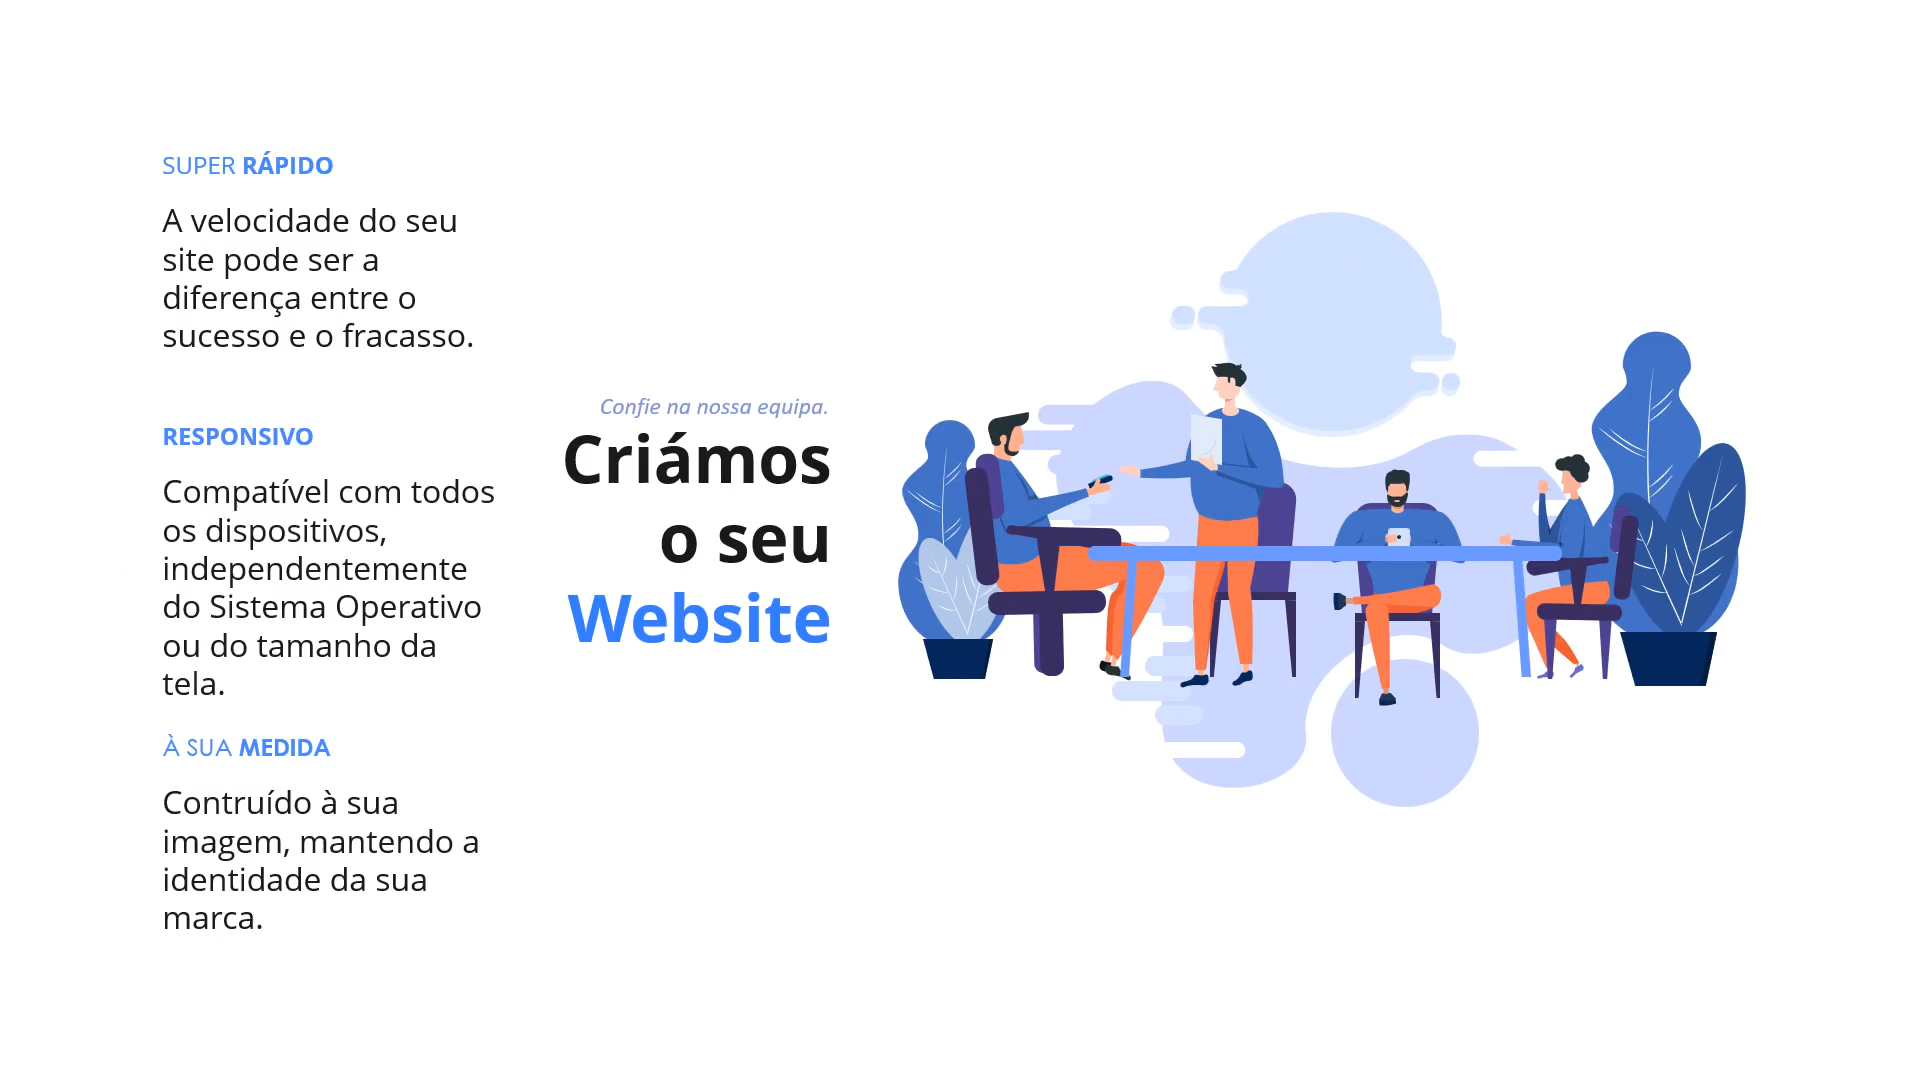 SUPER RÁPIDO
A velocidade do seu
site pode ser a
diferença entre o
sucesso e o fracasso.
RESPONSIVO
Compatível com todos
os dispositivos,
independentemente
do Sistema Operativo
ou do tamanho da
tela.
À SUA MEDIDA
Contruído à sua
imagem, mantendo a
identidade da sua
marca.
Confie na nossa equipa.
Criámos
o seu
Website